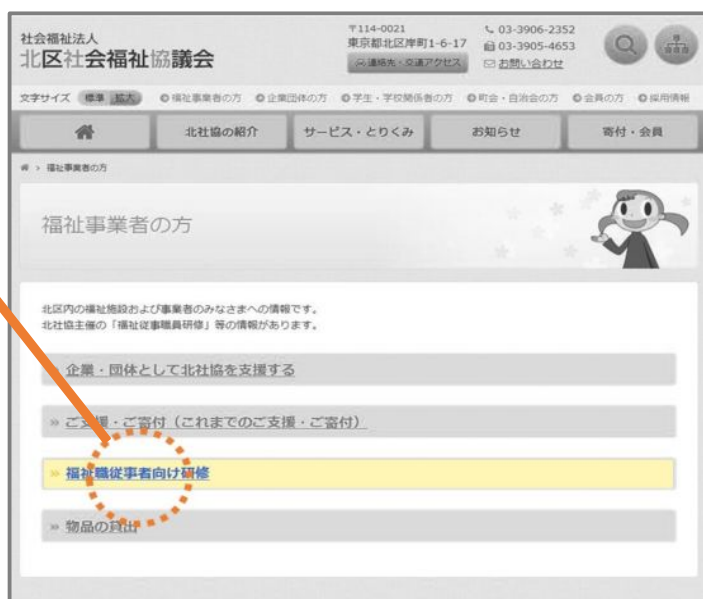 社会福祉法人
北区社会福祉協議会
〒114-0021
東京都北区岸町1-6-17
連絡先・交通アクセス
03-3906-2352
03-3905-4653
お問い合わせ
文字サイズ 標準 拡大 福祉事業者の方 企業団体の方 学生・学校関係者の方 町会・自治会の方 会員の方 採用情報
北社協の紹介 サービス・とりくみ お知らせ 寄付・会員
> 福祉事業者の方
福祉事業者の方
北区内の福祉施設および事業者のみなさまへの情報です。
北社協主催の「福祉従事職員研修」等の情報があります。
» 企業・団体として北社協を支援する
» ご支援・ご寄付（これまでのご支援・ご寄付）
» 福祉職従事者向け研修
» 物品の貸出